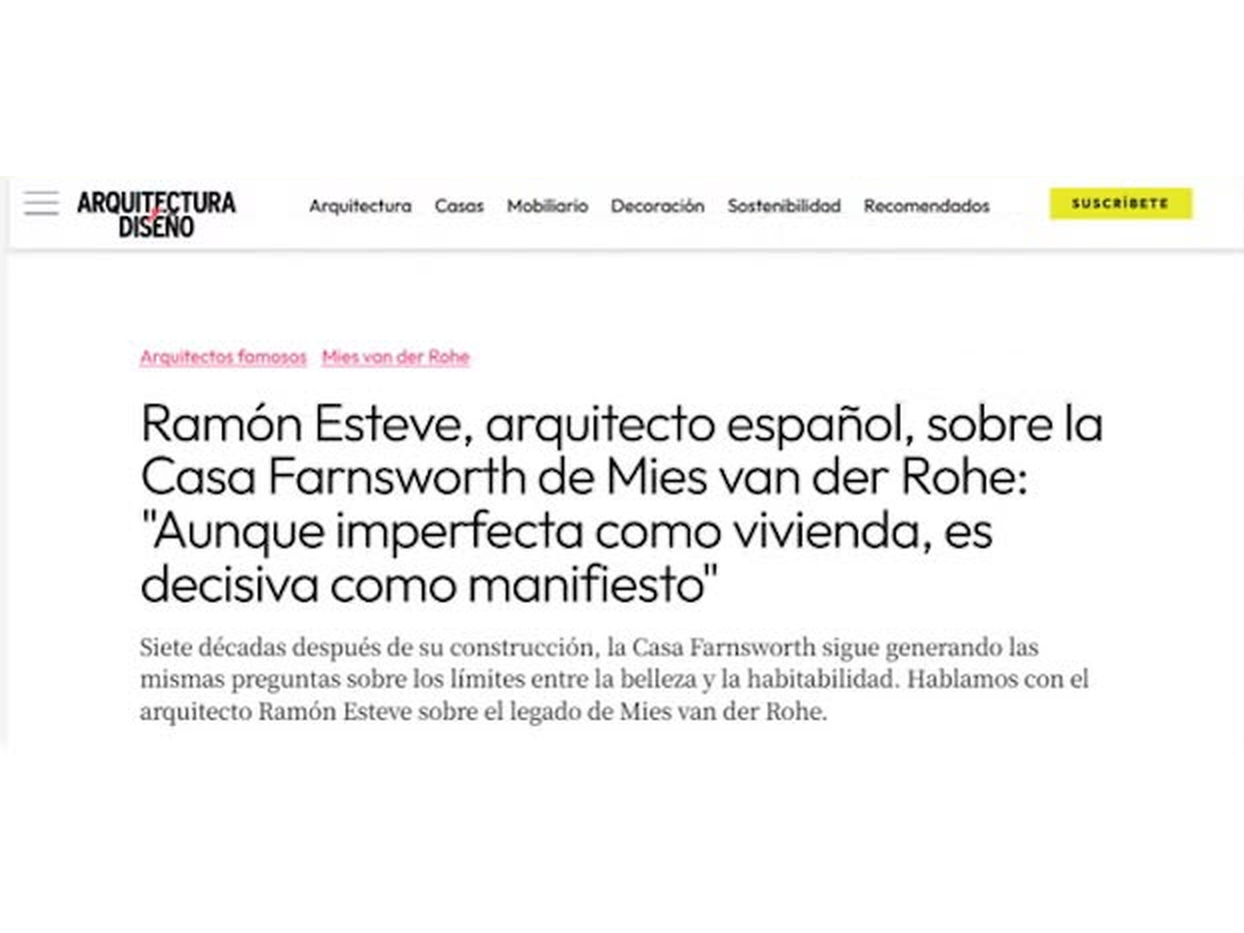 ARQUITECTURA
DISEÑO
Arquitectura Casas Mobiliario Decoración Sostenibilidad Recomendados
SUSCRÍBETE
Arquitectos famosos Mies van der Rohe
Ramón Esteve, arquitecto español, sobre la
Casa Farnsworth de Mies van der Rohe:
"Aunque imperfecta como vivienda, es
decisiva como manifiesto"
Siete décadas después de su construcción, la Casa Farnsworth sigue generando las
mismas preguntas sobre los límites entre la belleza y la habitabilidad. Hablamos con el
arquitecto Ramón Esteve sobre el legado de Mies van der Rohe.